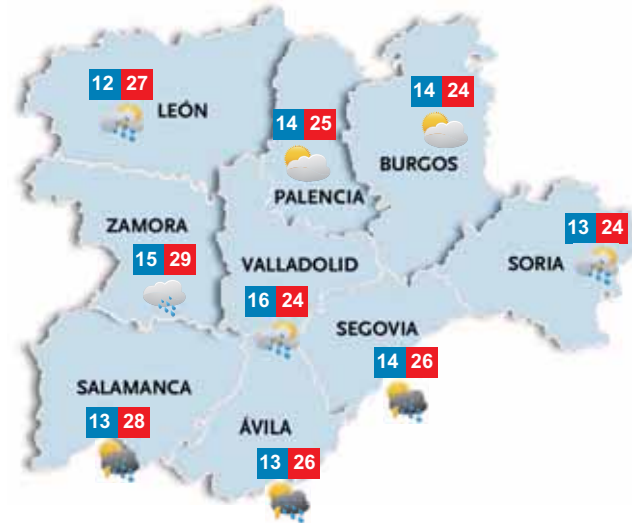 12 27
LEÓN
14 24
BURGOS
14 25
PALENCIA
ZAMORA
15 29
VALLADOLID
16 24
13 24
SORIA
SEGOVIA
14 26
SALAMANCA
13 28
ÁVILA
13 26